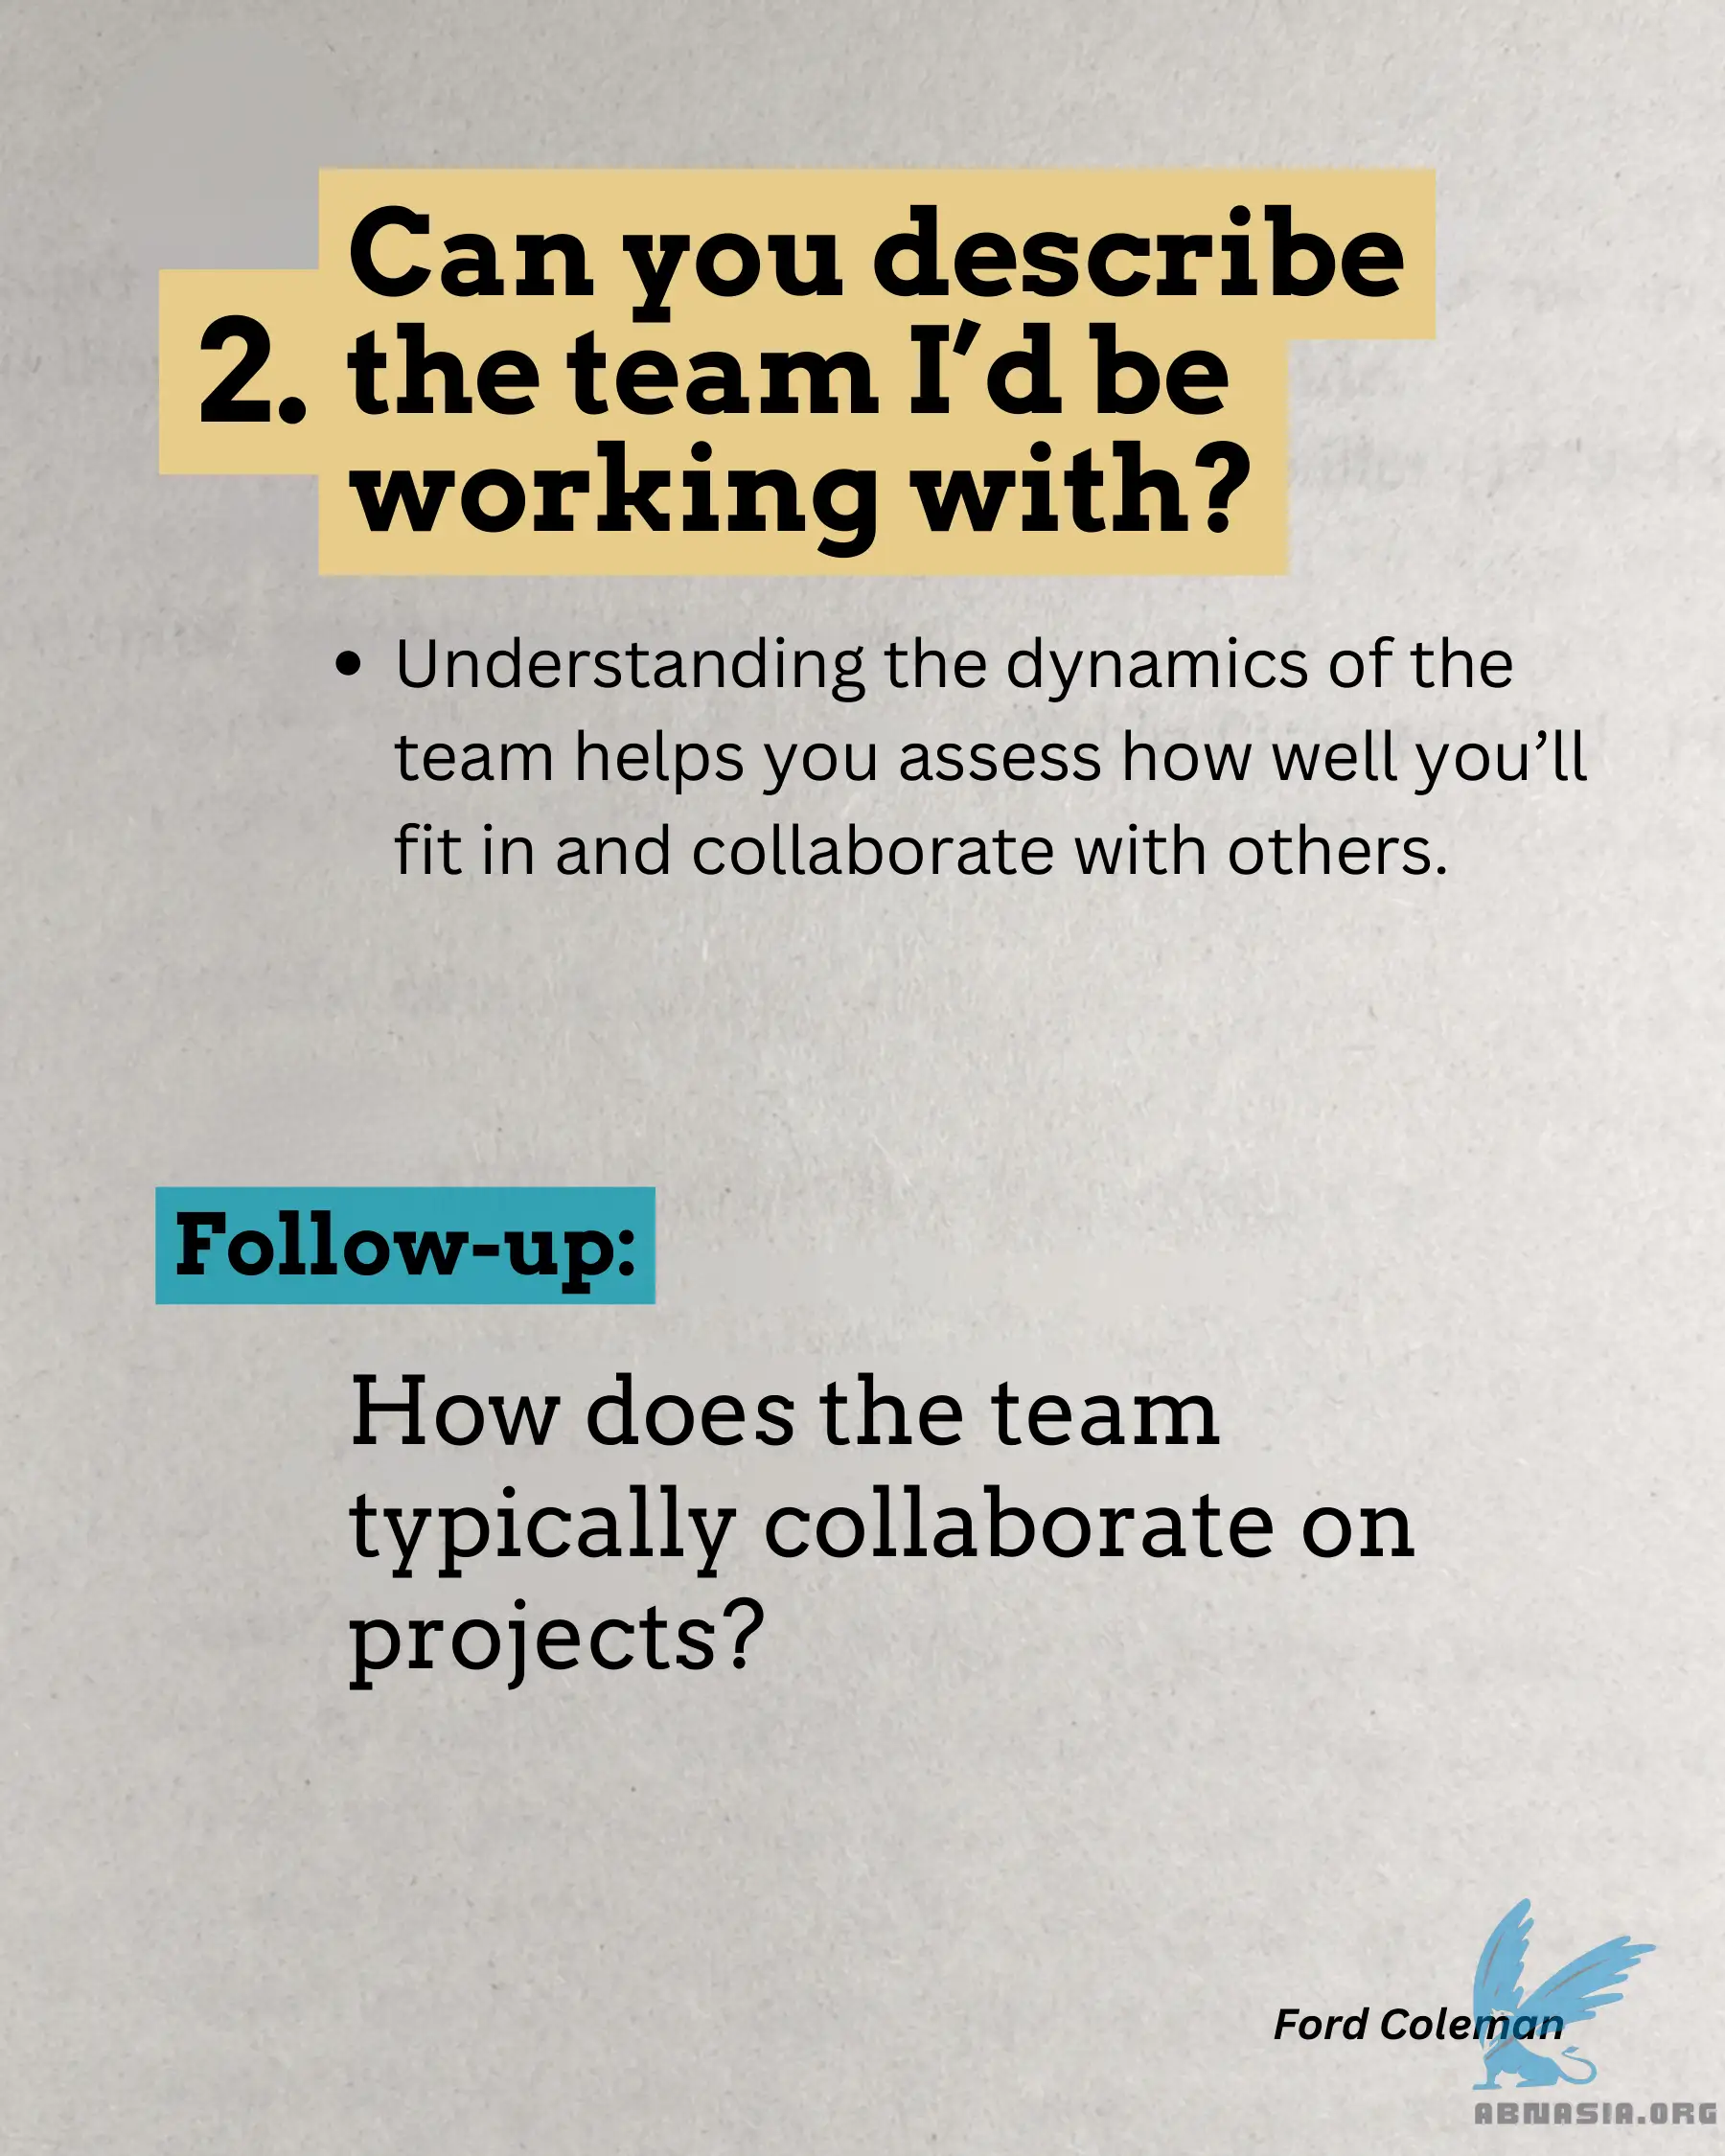 Can you describe
2. the team I’d be
working with?
• Understanding the dynamics of the
team helps you assess how well you’ll
fit in and collaborate with others.
Follow-up:
How does the team
typically collaborate on
projects?
Ford Coleman
ABNASIA.ORG